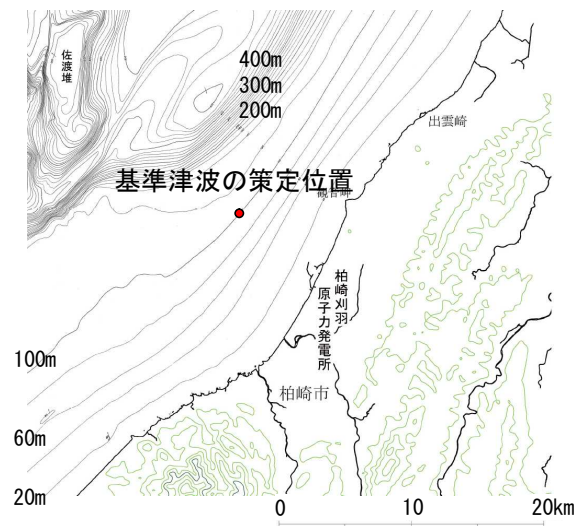 佐渡堆
400m
300m
200m
出雲崎
基準津波の策定位置
観音岬
柏崎刈羽
原子力発電所
100m
柏崎市
60m
20m
0 10 20km